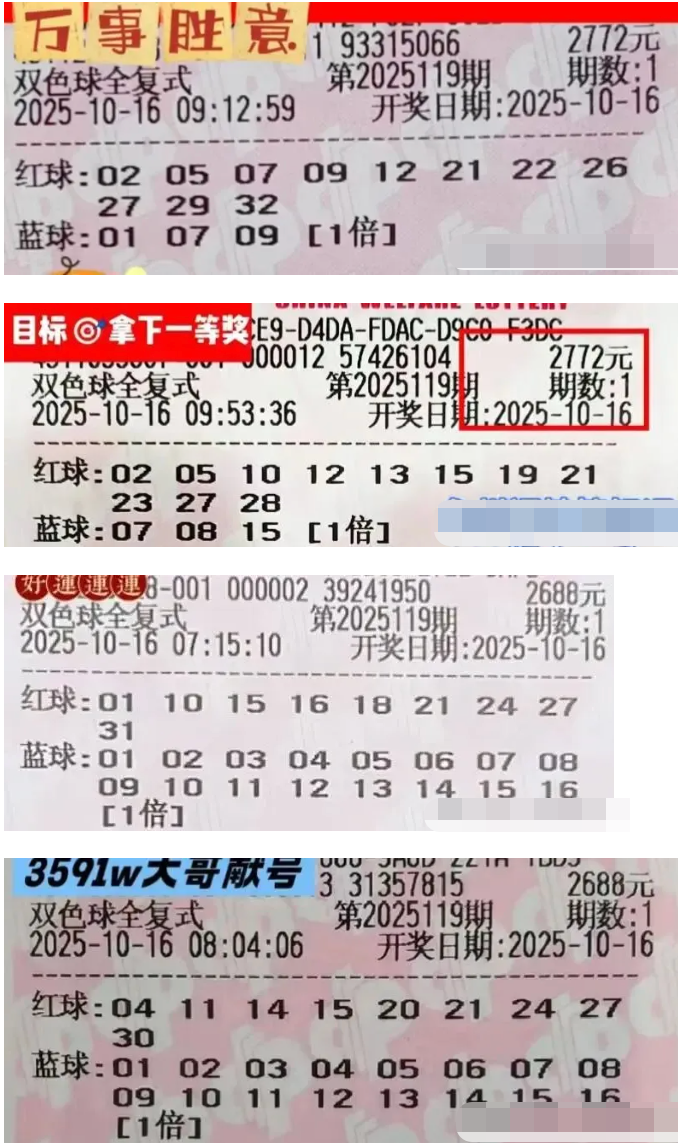 万事胜意
1 93315066 2772元
双色球全复式 第2025119期 期数:1
2025-10-16 09:12:59 开奖日期:2025-10-16
红球:02 05 07 09 12 21 22 26
27 29 32
蓝球:01 07 09 [1倍]
CHINA WELFARE LOTTERY
目标 拿下一等奖
CE9-D4DA-FDAC-D9C0 F3DC
000012 57426104 2772元
双色球全复式 第2025119期 期数:1
2025-10-16 09:53:36 开奖日期:2025-10-16
红球:02 05 10 12 13 15 19 21
23 27 28
蓝球:07 08 15 [1倍]
好運連連
8-001 000002 39241950 2688元
双色球全复式 第2025119期 期数:1
2025-10-16 07:15:10 开奖日期:2025-10-16
红球:01 10 15 16 18 21 24 27
31
蓝球:01 02 03 04 05 06 07 08
09 10 11 12 13 14 15 16
[1倍]
3591w大哥献号
3 31357815 2688元
双色球全复式 第2025119期 期数:1
2025-10-16 08:04:06 开奖日期:2025-10-16
红球:04 11 14 15 20 21 24 27
30
蓝球:01 02 03 04 05 06 07 08
09 10 11 12 13 14 15 16
[1倍]